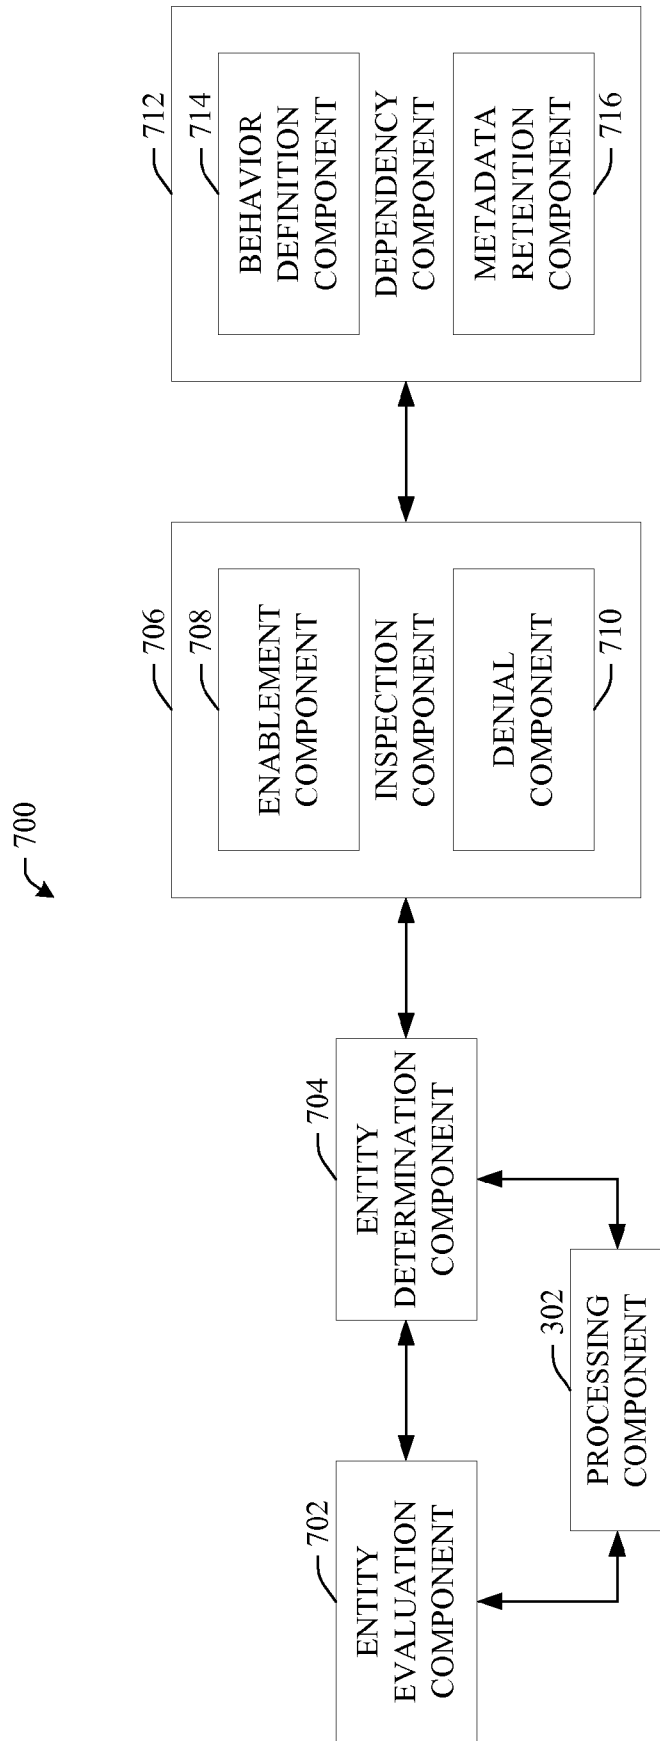 700
702
ENTITY
EVALUATION
COMPONENT
302
PROCESSING
COMPONENT
704
ENTITY
DETERMINATION
COMPONENT
706
708
ENABLEMENT
COMPONENT
INSPECTION
COMPONENT
DENIAL
COMPONENT
710
712
714
BEHAVIOR
DEFINITION
COMPONENT
DEPENDENCY
COMPONENT
METADATA
RETENTION
COMPONENT
716